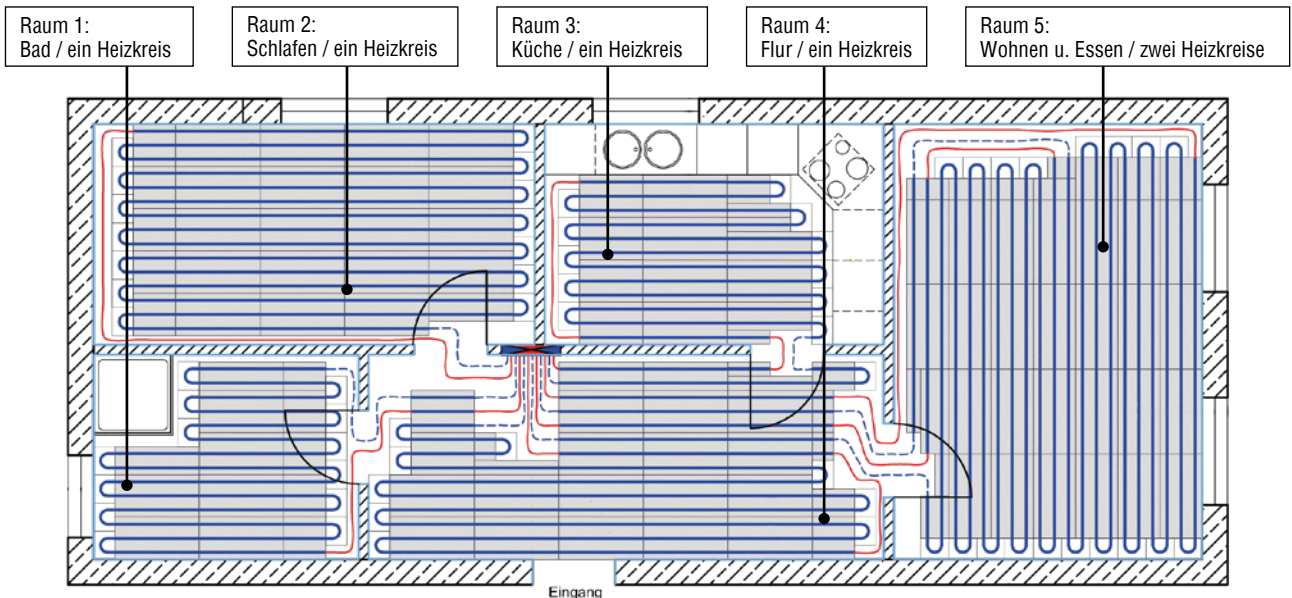 Raum 1:
Bad / ein Heizkreis
Raum 2:
Schlafen / ein Heizkreis
Raum 3:
Küche / ein Heizkreis
Raum 4:
Flur / ein Heizkreis
Raum 5:
Wohnen u. Essen / zwei Heizkreise
Eingang